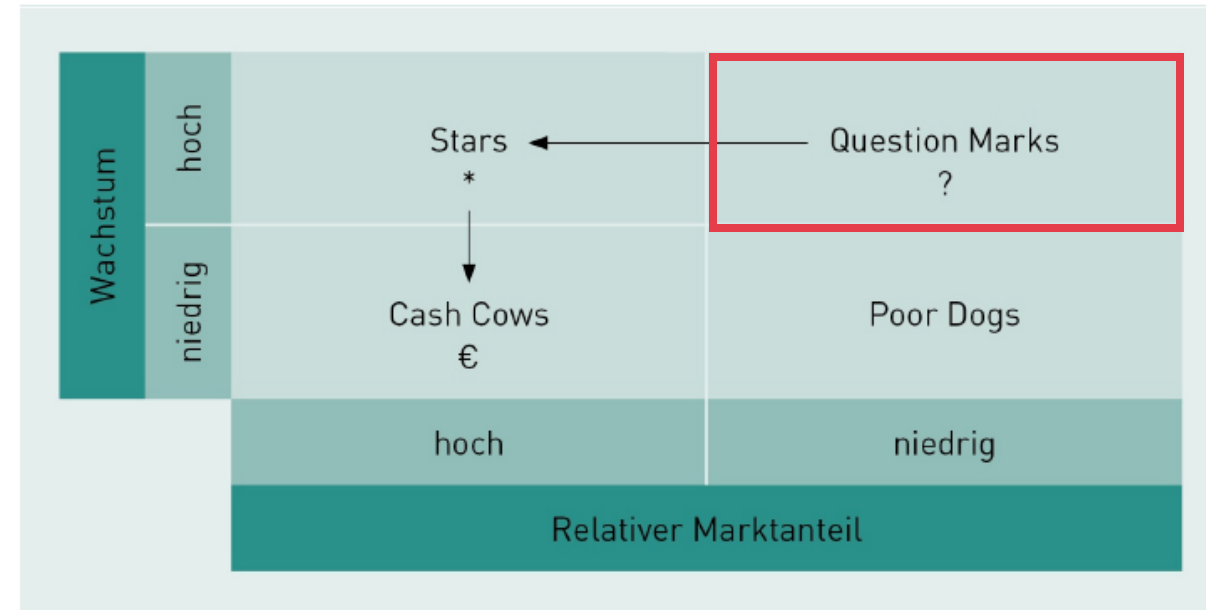 Wachstum
hoch
Stars
*
Question Marks
?
niedrig
Cash Cows
€
Poor Dogs
hoch
niedrig
Relativer Marktanteil